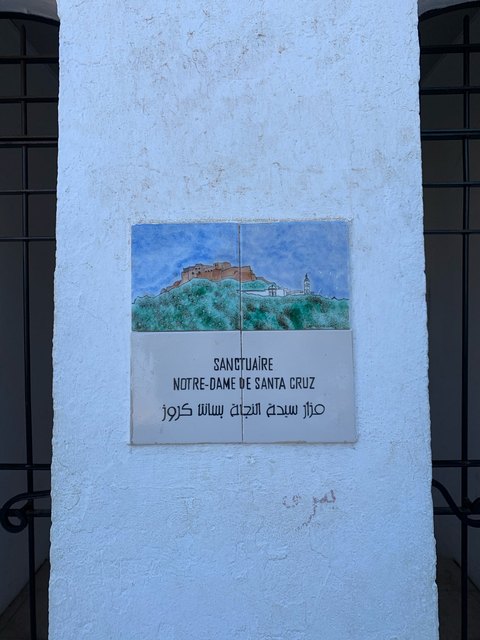 SANCTUAIRE
NOTRE-DAME DE SANTA CRUZ
مزار سيدة النجاة بسانتا كروز